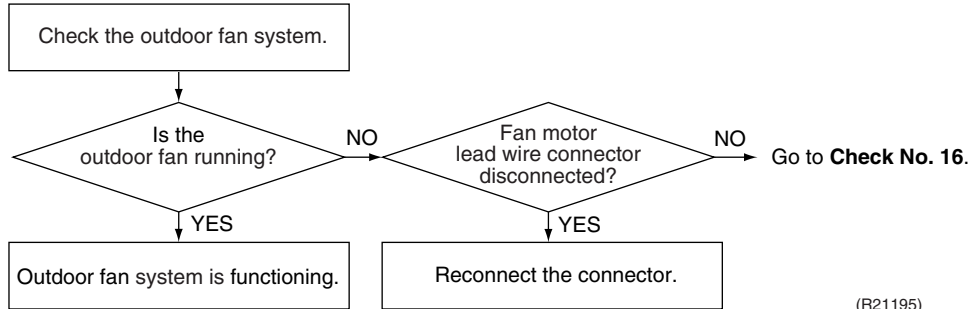 Check the outdoor fan system.
Is the
outdoor fan running?
NO
Fan motor
lead wire connector
disconnected?
NO
Go to Check No. 16.
YES
YES
Outdoor fan system is functioning.
Reconnect the connector.
(R21195)